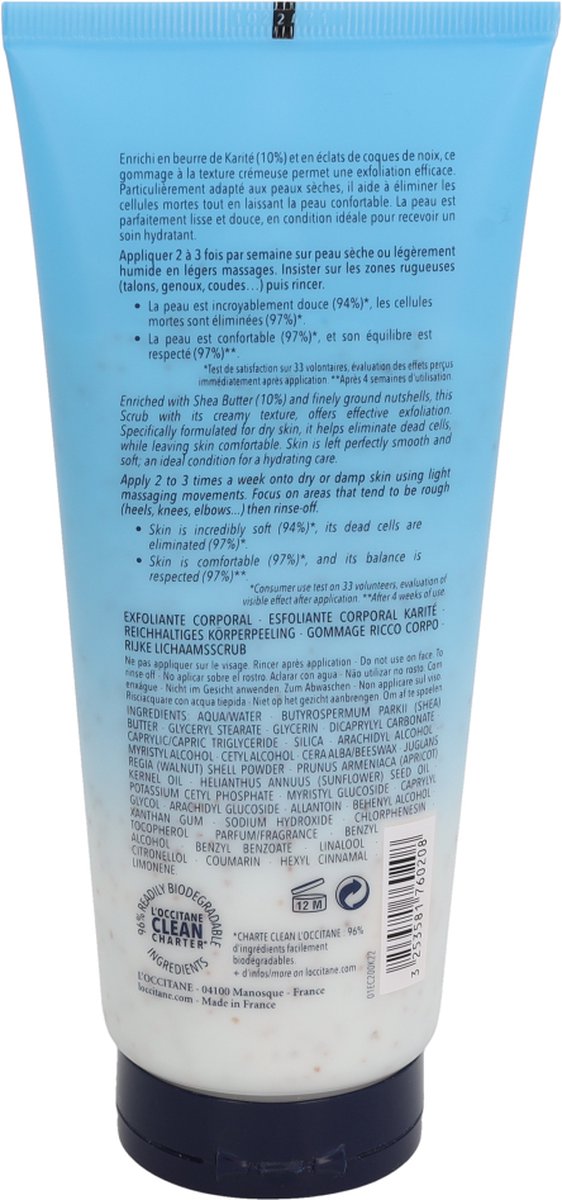 2
Enrichi en beurre de Karité (10%) et en éclats de coques de noix, ce
gommage à la texture crémeuse permet une exfoliation efficace.
Particulièrement adapté aux peaux sèches, il aide à éliminer les
cellules mortes tout en laissant la peau confortable. La peau est
parfaitement lisse et douce, en condition idéale pour recevoir un
soin hydratant.
Appliquer 2 à 3 fois par semaine sur peau sèche ou légèrement
humide en légers massages. Insister sur les zones rugueuses
(talons, genoux, coudes…) puis rincer.
• La peau est incroyablement douce (94%)*, les cellules
mortes sont éliminées (97%)*.
• La peau est confortable (97%)*, et son équilibre est
respecté (97%)**.
*Test de satisfaction sur 33 volontaires, évaluation des effets perçus
immédiatement après application. **Après 4 semaines d'utilisation.
Enriched with Shea Butter (10%) and finely ground nutshells, this
Scrub with its creamy texture, offers effective exfoliation.
Specifically formulated for dry skin, it helps eliminate dead cells,
while leaving skin comfortable. Skin is left perfectly smooth and
soft, an ideal condition for a hydrating care.
Apply 2 to 3 times a week onto dry or damp skin using light
massaging movements. Focus on areas that tend to be rough
(heels, knees, elbows...) then rinse-off.
• Skin is incredibly soft (94%)*, its dead cells are
eliminated (97%)*.
• Skin is comfortable (97%)*, and its balance is
respected (97%)**.
*Consumer use test on 33 volunteers, evaluation of
visible effect after application. **After 4 weeks of use.
EXFOLIANTE CORPORAL · ESFOLIANTE CORPORAL KARITÉ ·
REICHHALTIGES KÖRPERPEELING · GOMMAGE RICCO CORPO ·
RIJKE LICHAAMSSCRUB
Ne pas appliquer sur le visage. Rincer après application · Do not use on face. To
rinse off · No aplicar sobre el rostro. Aclarar con agua · Não utilizar no rosto. Com
enxágue · Nicht im Gesicht anwenden. Zum Abwaschen · Non applicare sul viso.
Risciacquare con acqua tiepida · Niet op het gezicht aanbrengen. Om af te spoelen
INGREDIENTS: AQUA/WATER · BUTYROSPERMUM PARKII (SHEA)
BUTTER · GLYCERYL STEARATE · GLYCERIN · DICAPRYLYL CARBONATE
CAPRYLIC/CAPRIC TRIGLYCERIDE · SILICA · ARACHIDYL ALCOHOL ·
MYRISTYL ALCOHOL · CETYL ALCOHOL · CERA ALBA/BEESWAX · JUGLANS
REGIA (WALNUT) SHELL POWDER · PRUNUS ARMENIACA (APRICOT)
KERNEL OIL · HELIANTHUS ANNUUS (SUNFLOWER) SEED OIL ·
POTASSIUM CETYL PHOSPHATE · MYRISTYL GLUCOSIDE · CAPRYLYL
GLYCOL · ARACHIDYL GLUCOSIDE · ALLANTOIN · BEHENYL ALCOHOL
XANTHAN GUM · SODIUM HYDROXIDE · CHLORPHENESIN ·
TOCOPHEROL · PARFUM/FRAGRANCE · BENZYL
ALCOHOL · BENZYL BENZOATE · LINALOOL
CITRONELLOL · COUMARIN · HEXYL CINNAMAL
LIMONENE
96% READILY BIODEGRADABLE
L'OCCITANE
CLEAN
CHARTER*
INGREDIENTS
12 M
*CHARTE CLEAN L'OCCITANE 96%
d'ingrédients facilement
biodégradables
+ d'infos/more on loccitane.com
L'OCCITANE - 04100 Manosque - France
loccitane.com - Made in France
01EC200K22
3 253581 760208